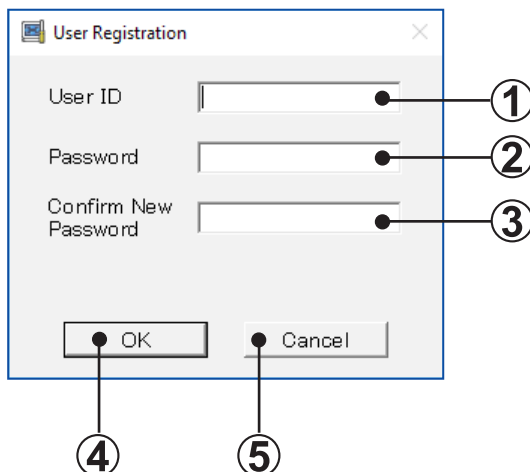 User Registration
User ID
①
Password
②
Confirm New
Password
③
OK
Cancel
④
⑤